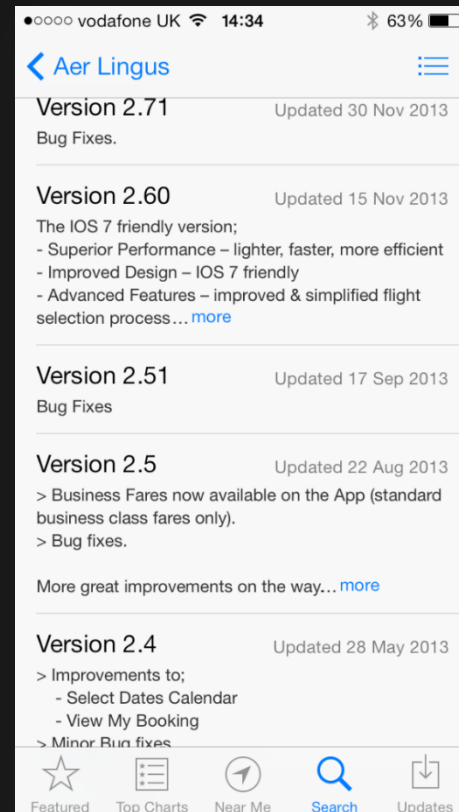 vodafone UK 14:34 63%
Aer Lingus
Version 2.71 Updated 30 Nov 2013
Bug Fixes.
Version 2.60 Updated 15 Nov 2013
The IOS 7 friendly version;
- Superior Performance – lighter, faster, more efficient
- Improved Design – IOS 7 friendly
- Advanced Features – improved & simplified flight
selection process... more
Version 2.51 Updated 17 Sep 2013
Bug Fixes
Version 2.5 Updated 22 Aug 2013
> Business Fares now available on the App (standard
business class fares only).
> Bug fixes.
More great improvements on the way... more
Version 2.4 Updated 28 May 2013
> Improvements to;
- Select Dates Calendar
- View My Booking
> Minor Bug fixes
Featured Top Charts Near Me Search Updates